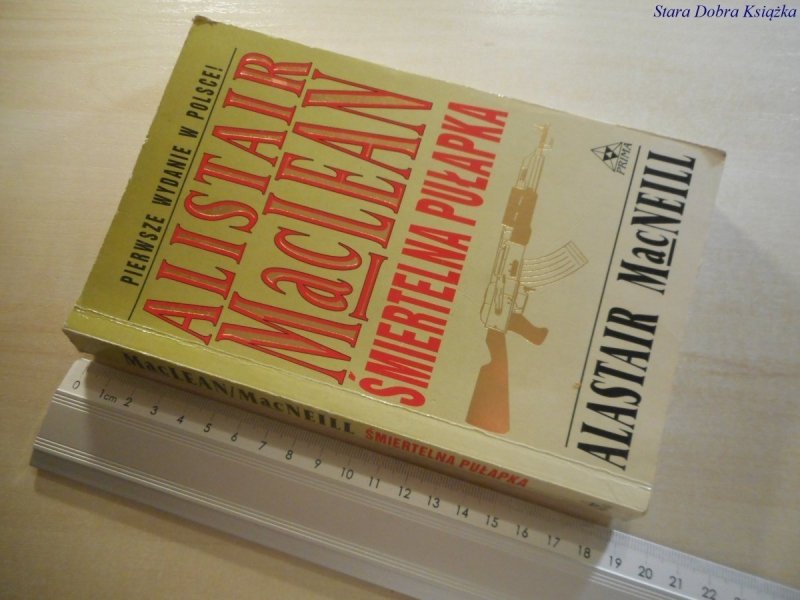 Stara Dobra Książka
PIERWSZE WYDANIE W POLSCE!
ALISTAIR
MacLEAN
ŚMIERTELNA PUŁAPKA
PRIMA
ALASTAIR MacNEILL
MacLEAN/MacNEILL ŚMIERTELNA PUŁAPKA
0 1cm 2 3 4 5 6 7 8 9 10 11 12 13 14 15 16 17 18 19 20 21 22